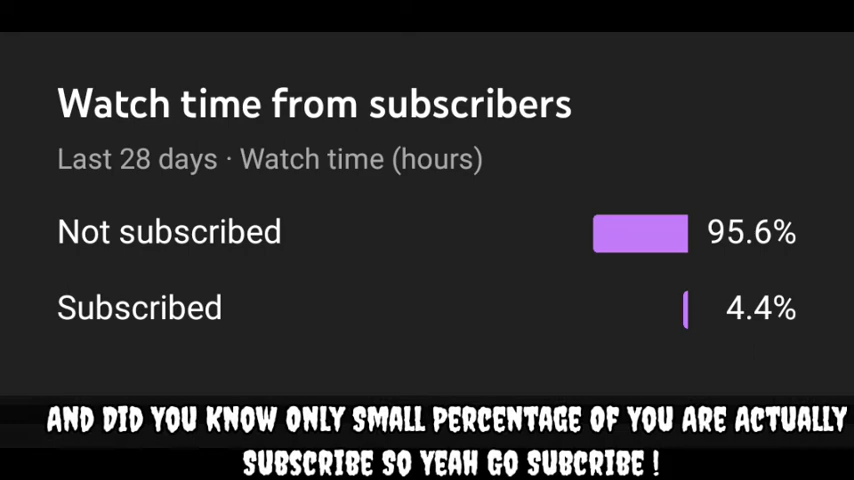 Watch time from subscribers
Last 28 days · Watch time (hours)
Not subscribed 95.6%
Subscribed 4.4%
AND DID YOU KNOW ONLY SMALL PERCENTAGE OF YOU ARE ACTUALLY
SUBSCRIBE SO YEAH GO SUBCRIBE !